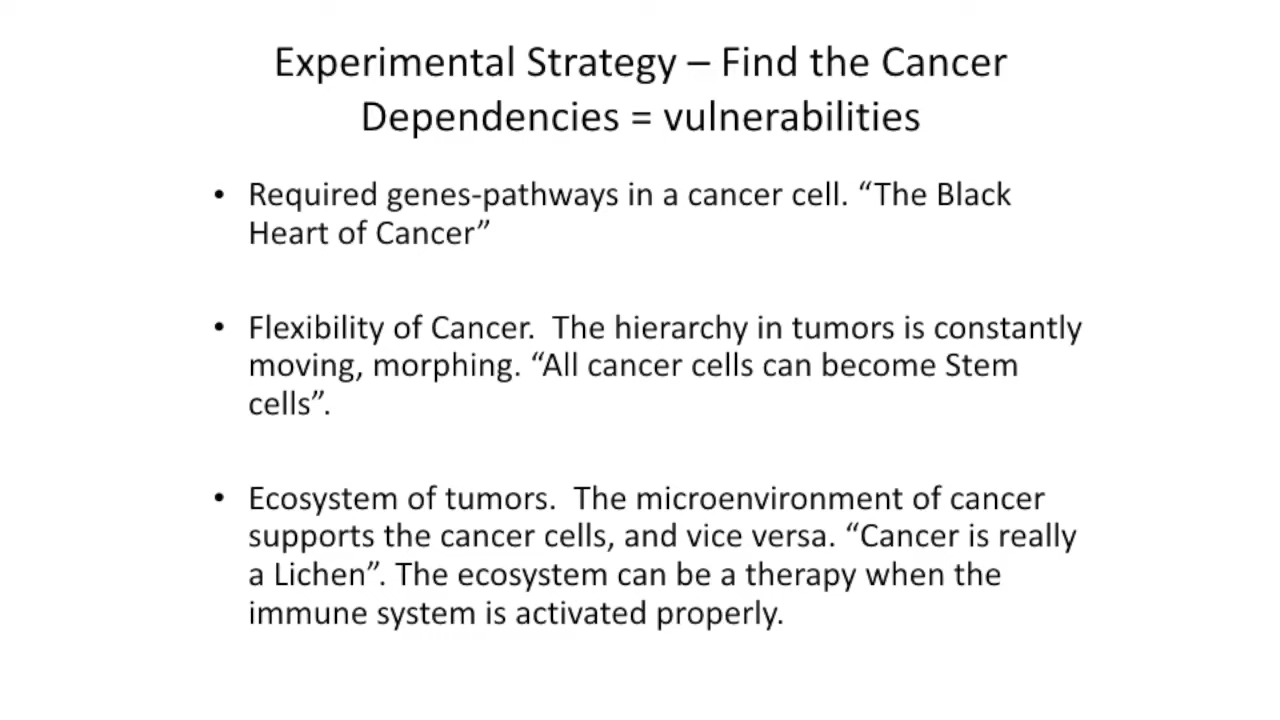 Experimental Strategy – Find the Cancer
Dependencies = vulnerabilities
• Required genes-pathways in a cancer cell. “The Black
Heart of Cancer”
• Flexibility of Cancer.  The hierarchy in tumors is constantly
moving, morphing. “All cancer cells can become Stem
cells”.
• Ecosystem of tumors.  The microenvironment of cancer
supports the cancer cells, and vice versa. “Cancer is really
a Lichen”. The ecosystem can be a therapy when the
immune system is activated properly.